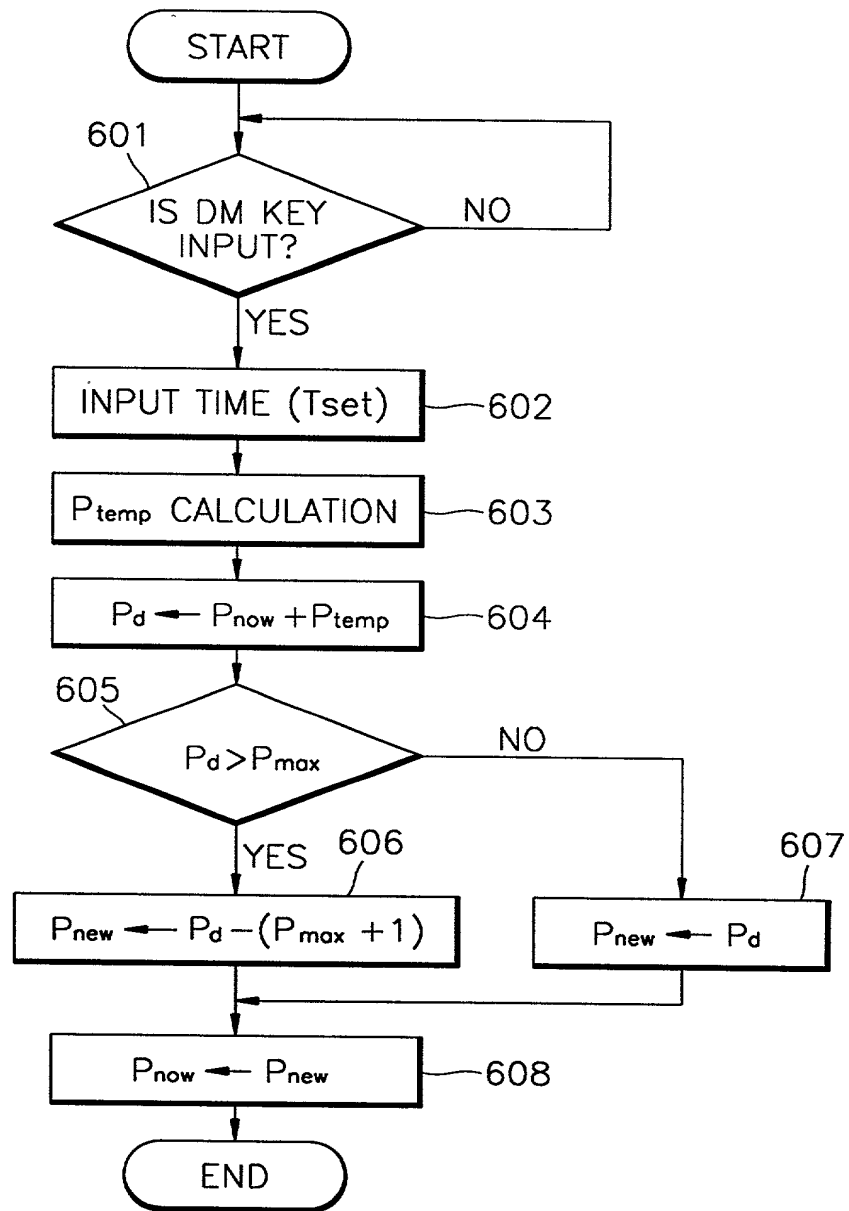 START
601
IS DM KEY
INPUT?
NO
YES
INPUT TIME (Tset)
602
Ptemp CALCULATION
603
Pd ← Pnow + Ptemp
604
605
Pd > Pmax
NO
YES
606
607
Pnew ← Pd − (Pmax + 1)
Pnew ← Pd
Pnow ← Pnew
608
END